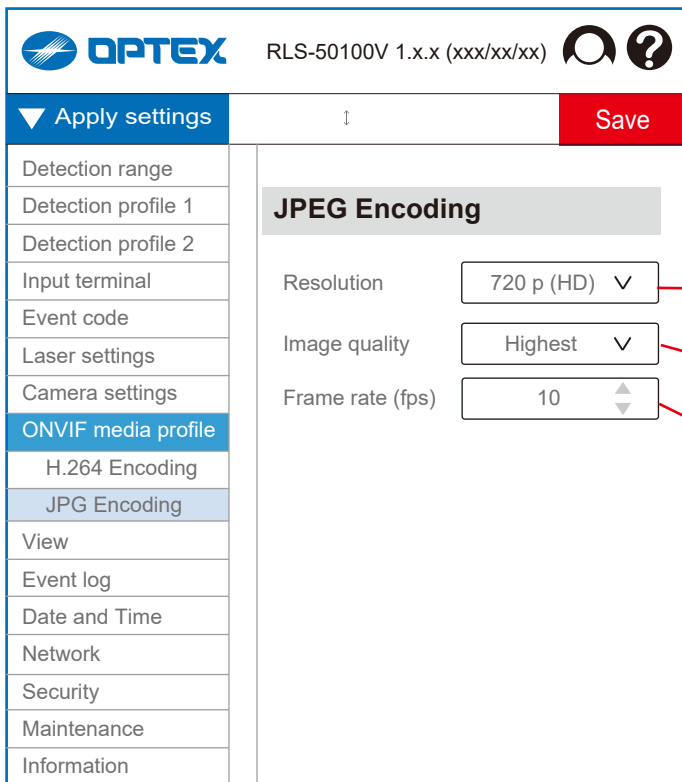 OPTEX
RLS-50100V 1.x.x (xxx/xx/xx)
?
Apply settings
Save
Detection range
Detection profile 1
Detection profile 2
Input terminal
Event code
Laser settings
Camera settings
ONVIF media profile
H.264 Encoding
JPG Encoding
View
Event log
Date and Time
Network
Security
Maintenance
Information
JPEG Encoding
Resolution 720 p (HD)
Image quality Highest
Frame rate (fps) 10